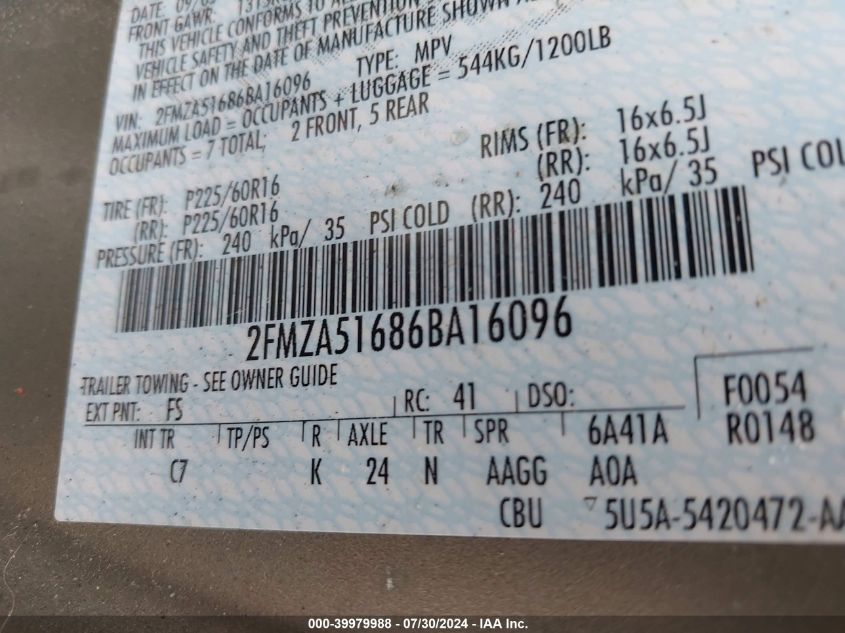 DATE: 09/05
FRONT GAWR: 1313K
THIS VEHICLE CONFORMS TO
VEHICLE SAFETY AND THEFT PREVENTION
IN EFFECT ON THE DATE OF MANUFACTURE SHOWN
VIN: 2FMZA51686BA16096 TYPE: MPV
MAXIMUM LOAD = OCCUPANTS + LUGGAGE = 544KG/1200LB
OCCUPANTS = 7 TOTAL; 2 FRONT, 5 REAR
TIRE (FR): P225/60R16 RIMS (FR): 16x6.5J
(RR): P225/60R16 (RR): 16x6.5J
PRESSURE (FR): 240 kPa/ 35 PSI COLD (RR): 240 kPa/ 35 PSI COL
2FMZA51686BA16096
TRAILER TOWING - SEE OWNER GUIDE
EXT PNT: FS RC: 41 DSO: F0054
INT TR TP/PS R AXLE TR SPR 6A41A R0148
C7 K 24 N AAGG A0A
CBU ▽5U5A-5420472-AA
000-39979988 - 07/30/2024 - IAA Inc.